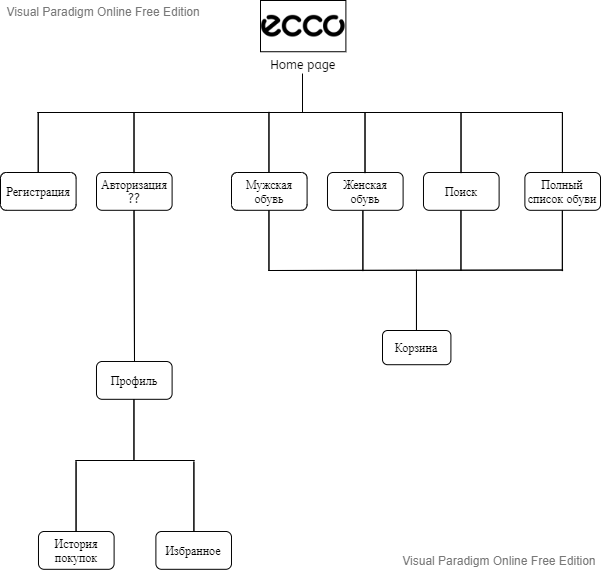 Visual Paradigm Online Free Edition
ecco
Home page
Регистрация
Авторизация
??
Мужская
обувь
Женская
обувь
Поиск
Полный
список обуви
Корзина
Профиль
История
покупок
Избранное
Visual Paradigm Online Free Edition